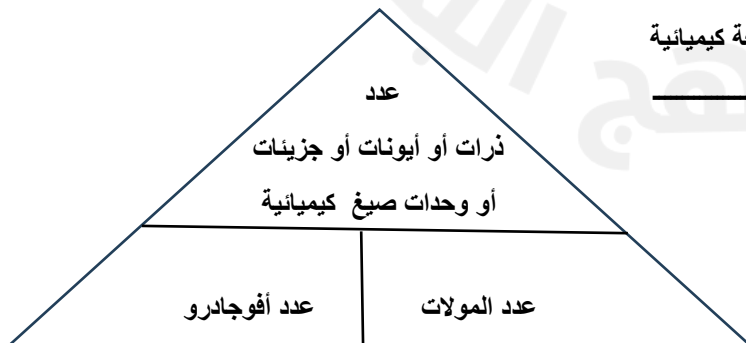 كيميائية
عدد
ذرات أو أيونات أو جزيئات
أو وحدات صيغ كيميائية
عدد المولات
عدد أفوجادرو